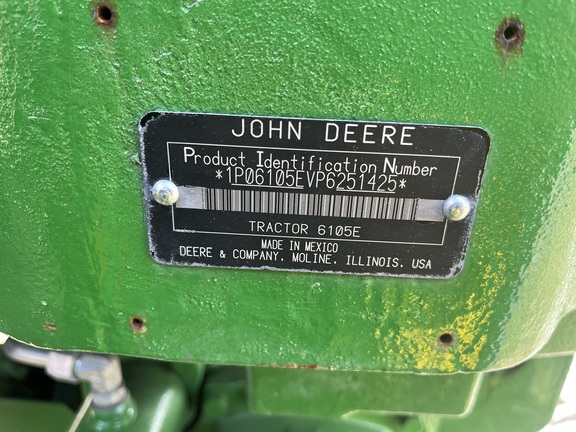 JOHN DEERE
Product Identification Number
*1P06105EVP6251425*
TRACTOR 6105E
MADE IN MEXICO
DEERE & COMPANY. MOLINE. ILLINOIS. USA